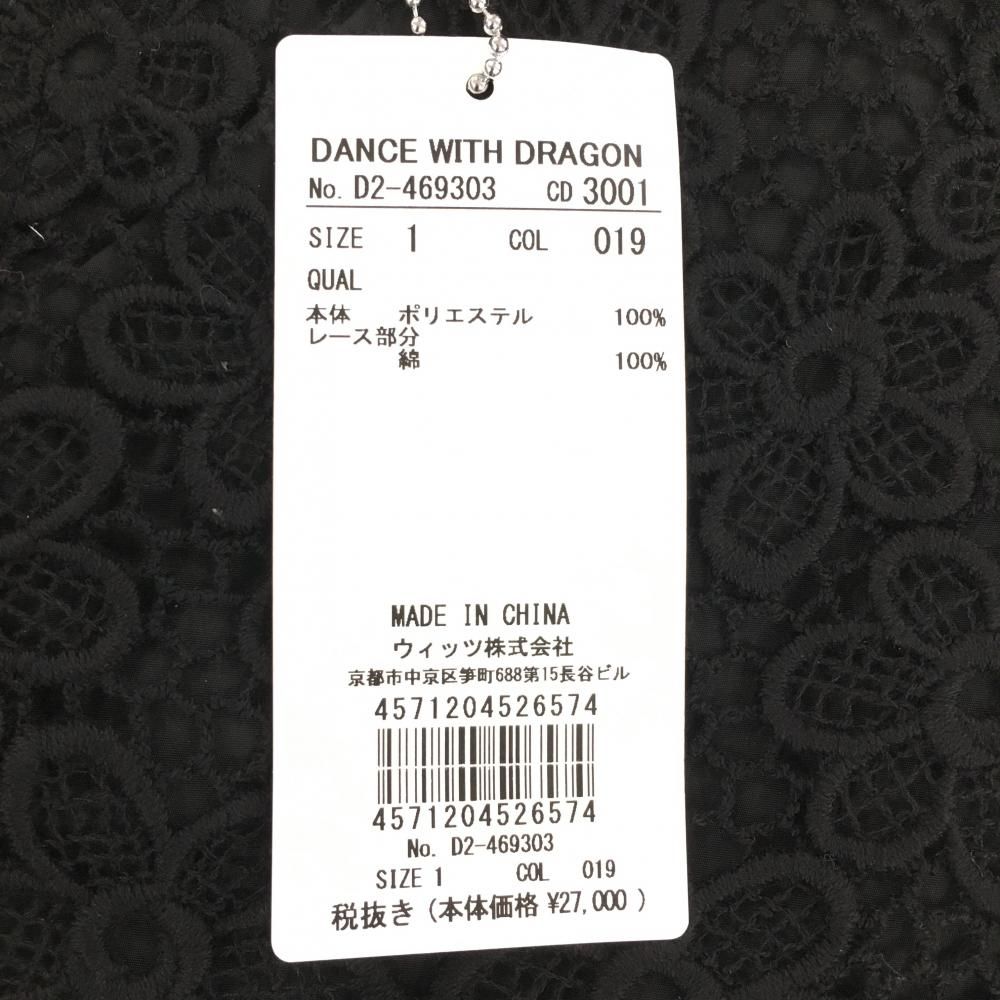 DANCE WITH DRAGON
No. D2-469303 CD 3001
SIZE 1 COL 019
QUAL
本体 ポリエステル 100%
レース部分
綿 100%
MADE IN CHINA
ウィッツ株式会社
京都市中京区笋町688第15長谷ビル
4571204526574
4571204526574
No. D2-469303
SIZE 1 COL 019
税抜き (本体価格 ¥27,000 )